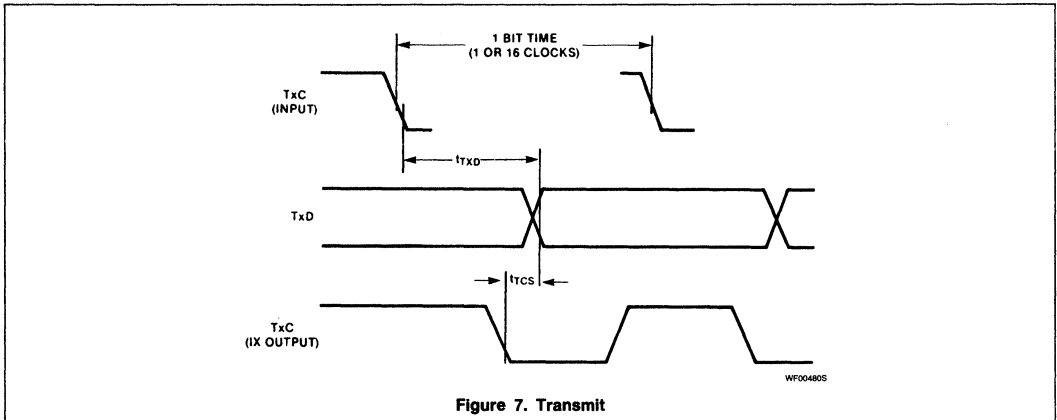 1 BIT TIME
(1 OR 16 CLOCKS)
TxC
(INPUT)
tTXD
TxD
tTCS
TxC
(IX OUTPUT)
WF00480S
Figure 7. Transmit